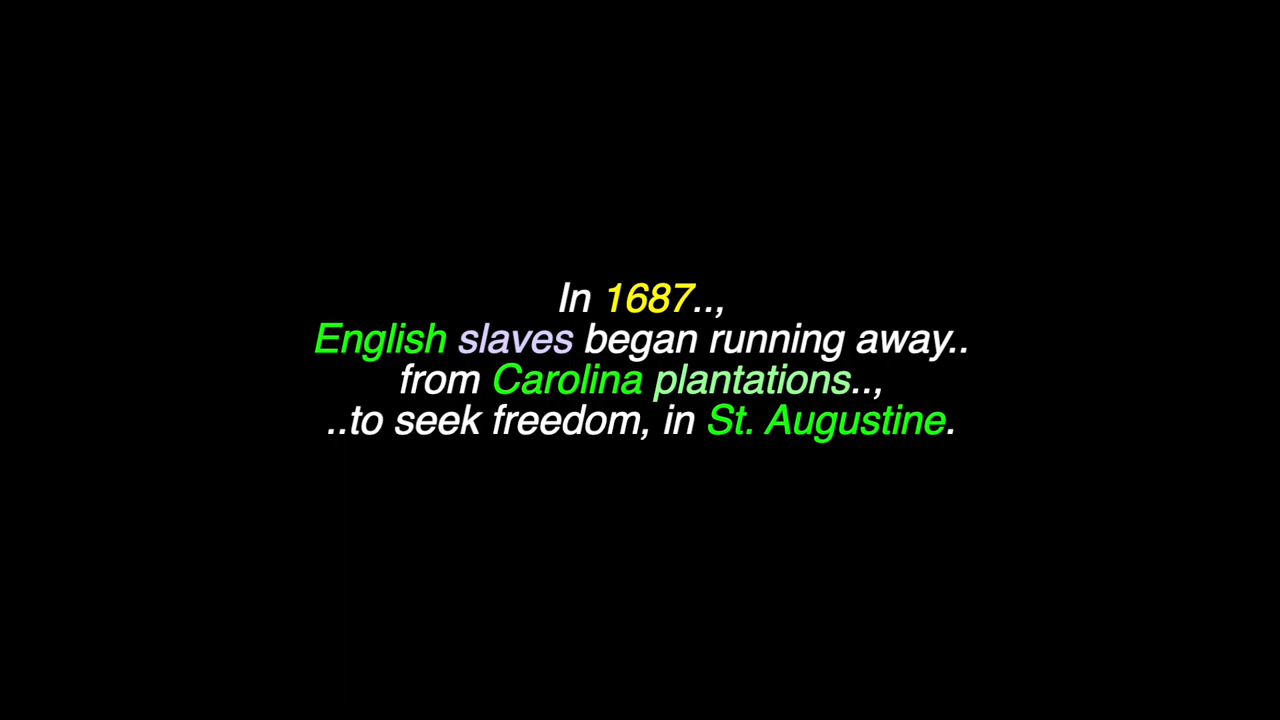 In 1687..,
English slaves began running away..
from Carolina plantations..,
..to seek freedom, in St. Augustine.